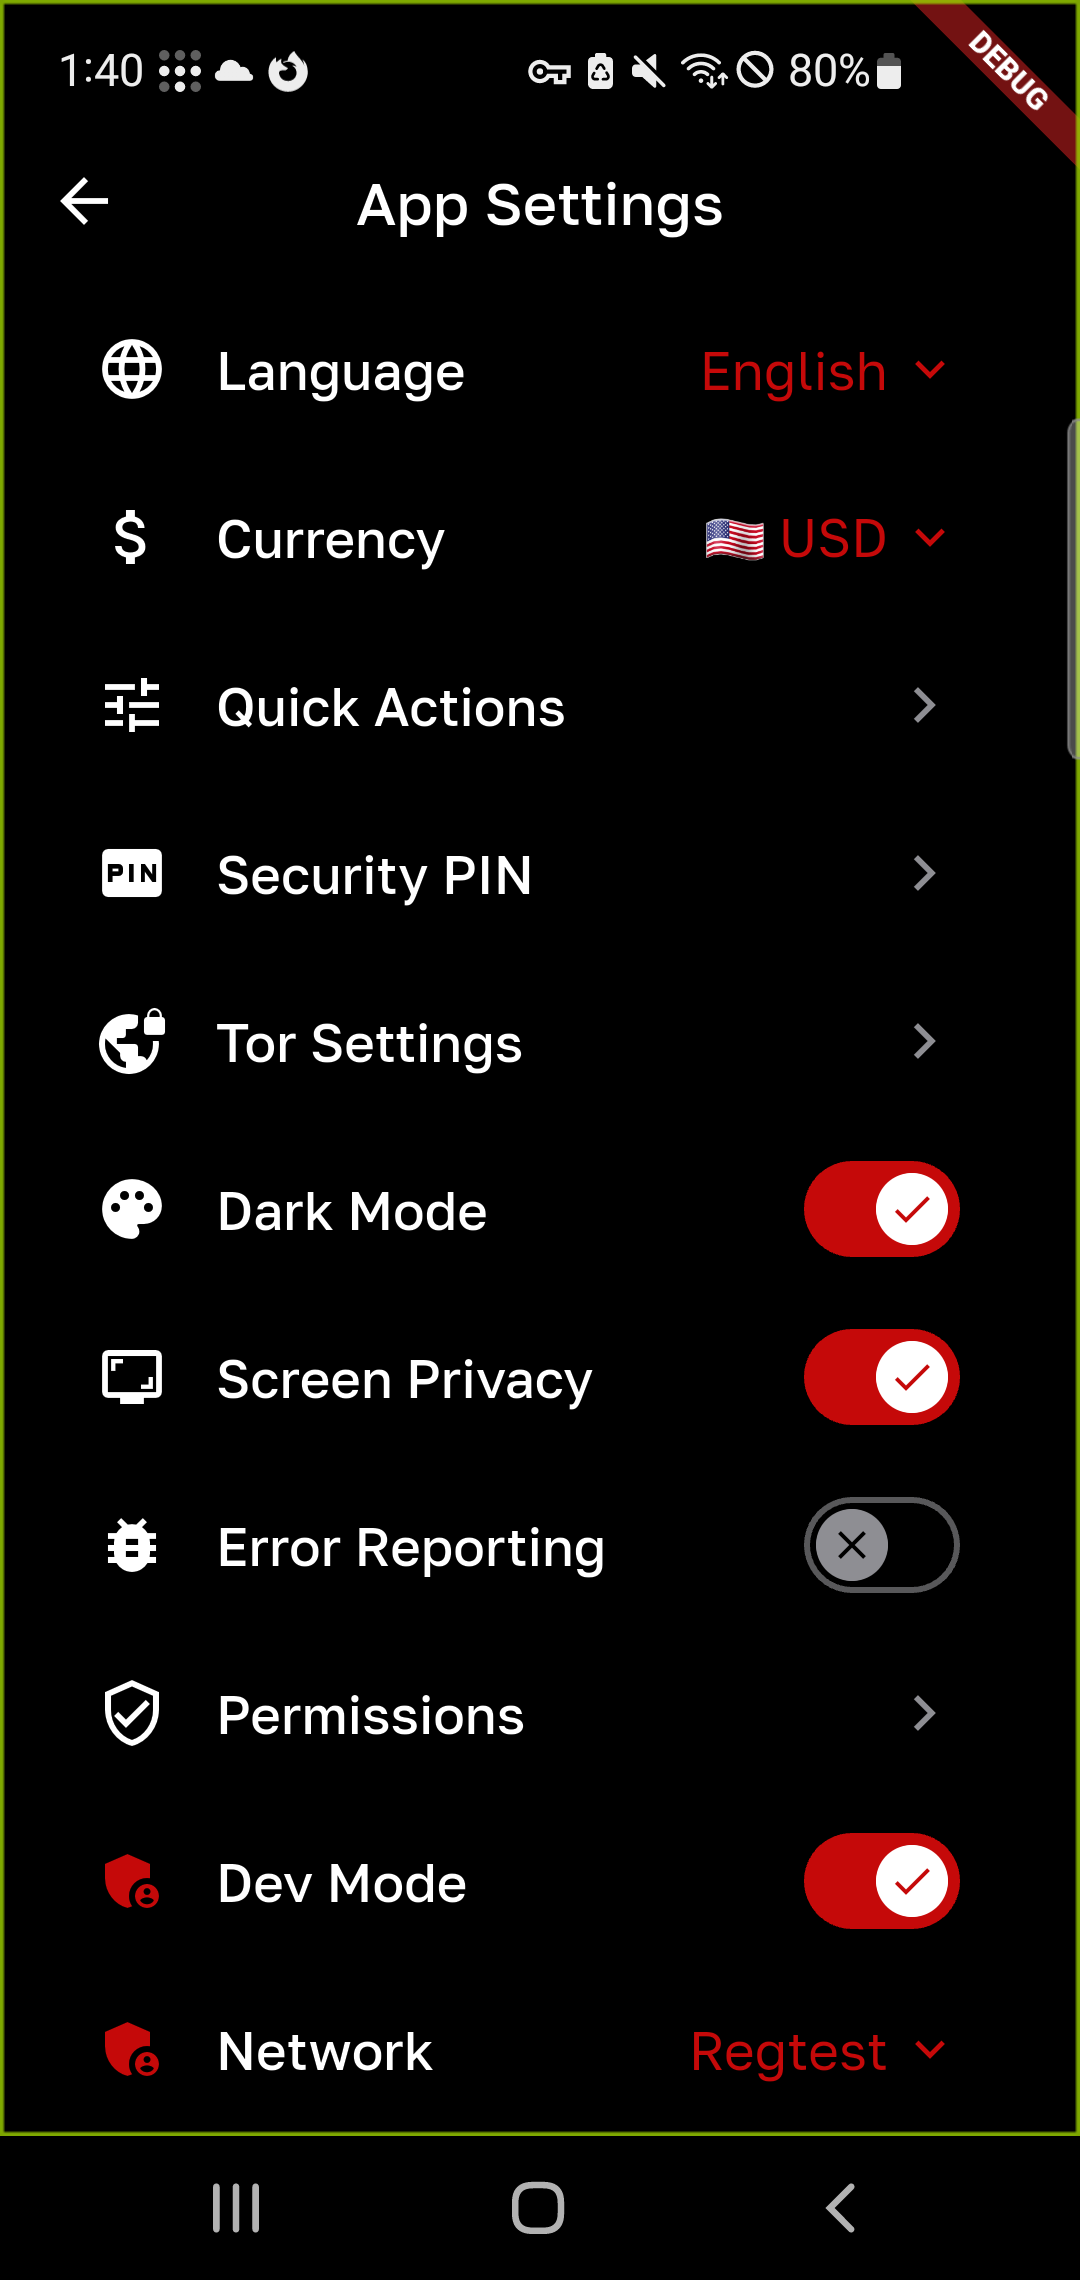 1:40 80%
DEBUG
App Settings
Language English
Currency USD
Quick Actions
PIN Security PIN
Tor Settings
Dark Mode
Screen Privacy
Error Reporting
Permissions
Dev Mode
Network Regtest